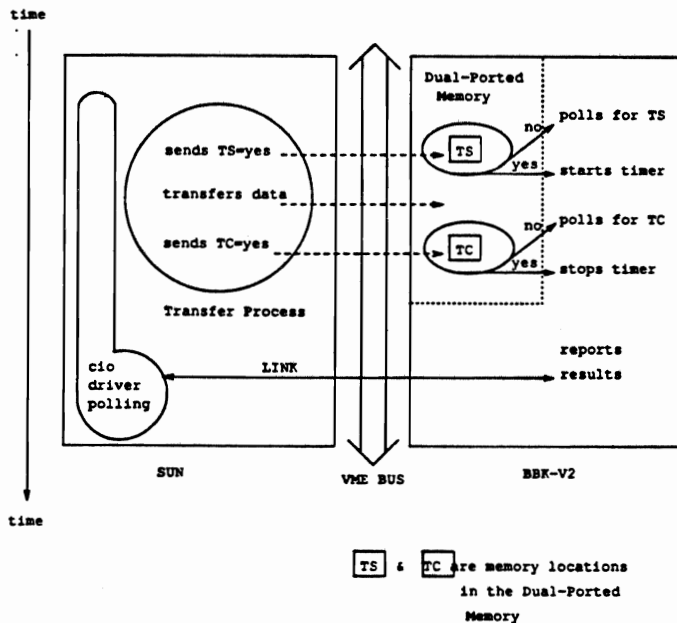 time
Dual-Ported
Memory
sends TS=yes
TS
no
polls for TS
yes
starts timer
transfers data
sends TC=yes
TC
no
polls for TC
yes
stops timer
Transfer Process
cio
driver
polling
LINK
reports
results
SUN
VME BUS
BBK-V2
time
TS & TC are memory locations
in the Dual-Ported
Memory